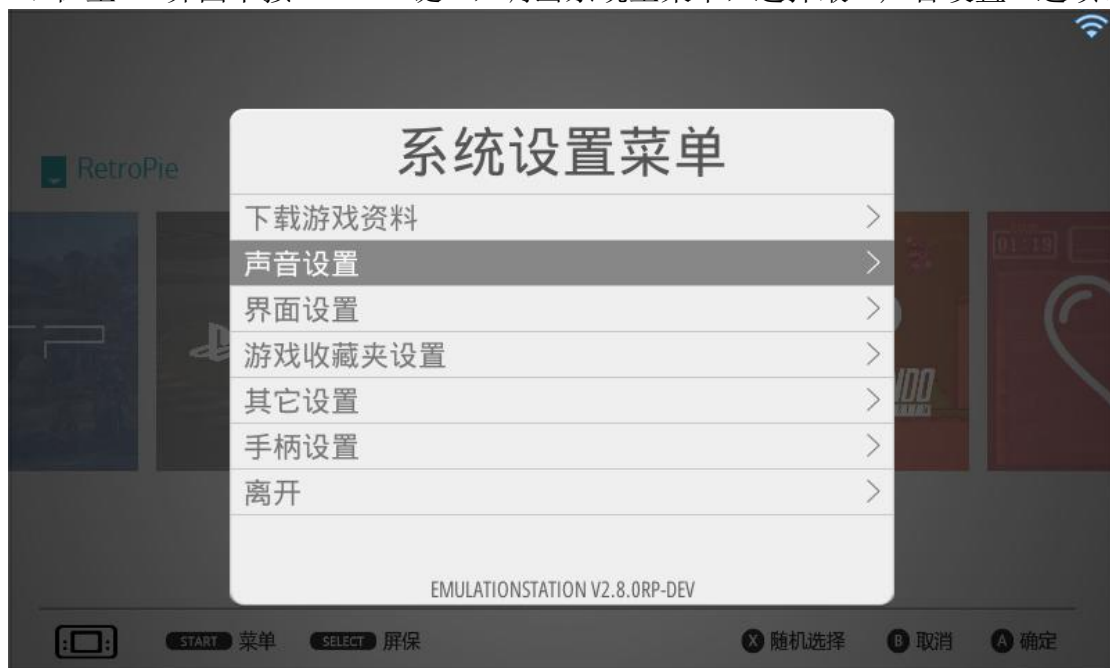 RetroPie
系统设置菜单
下载游戏资料
声音设置
01:19
界面设置
游戏收藏夹设置
其它设置
手柄设置
离开
EMULATIONSTATION V2.8.0RP-DEV
START 菜单 SELECT 屏保 X 随机选择 B 取消 A 确定